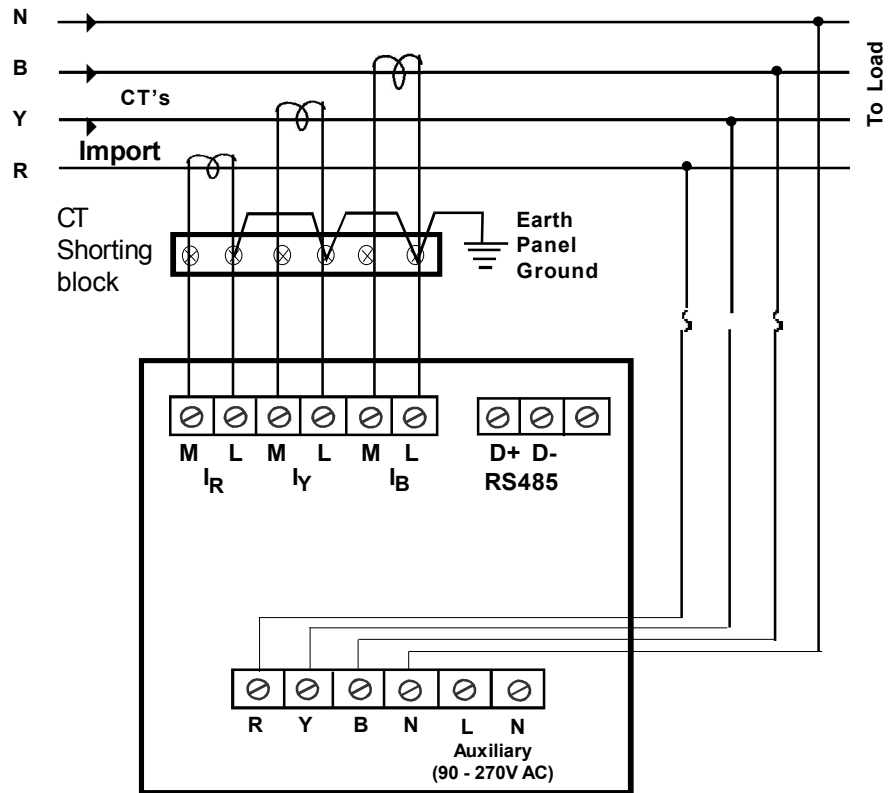 N
B
CT's
Y
Import
R
To Load
CT
Shorting
block
Earth
Panel
Ground
M L M L M L
IR IY IB
D+ D-
RS485
R Y B N L N
Auxiliary
(90 - 270V AC)